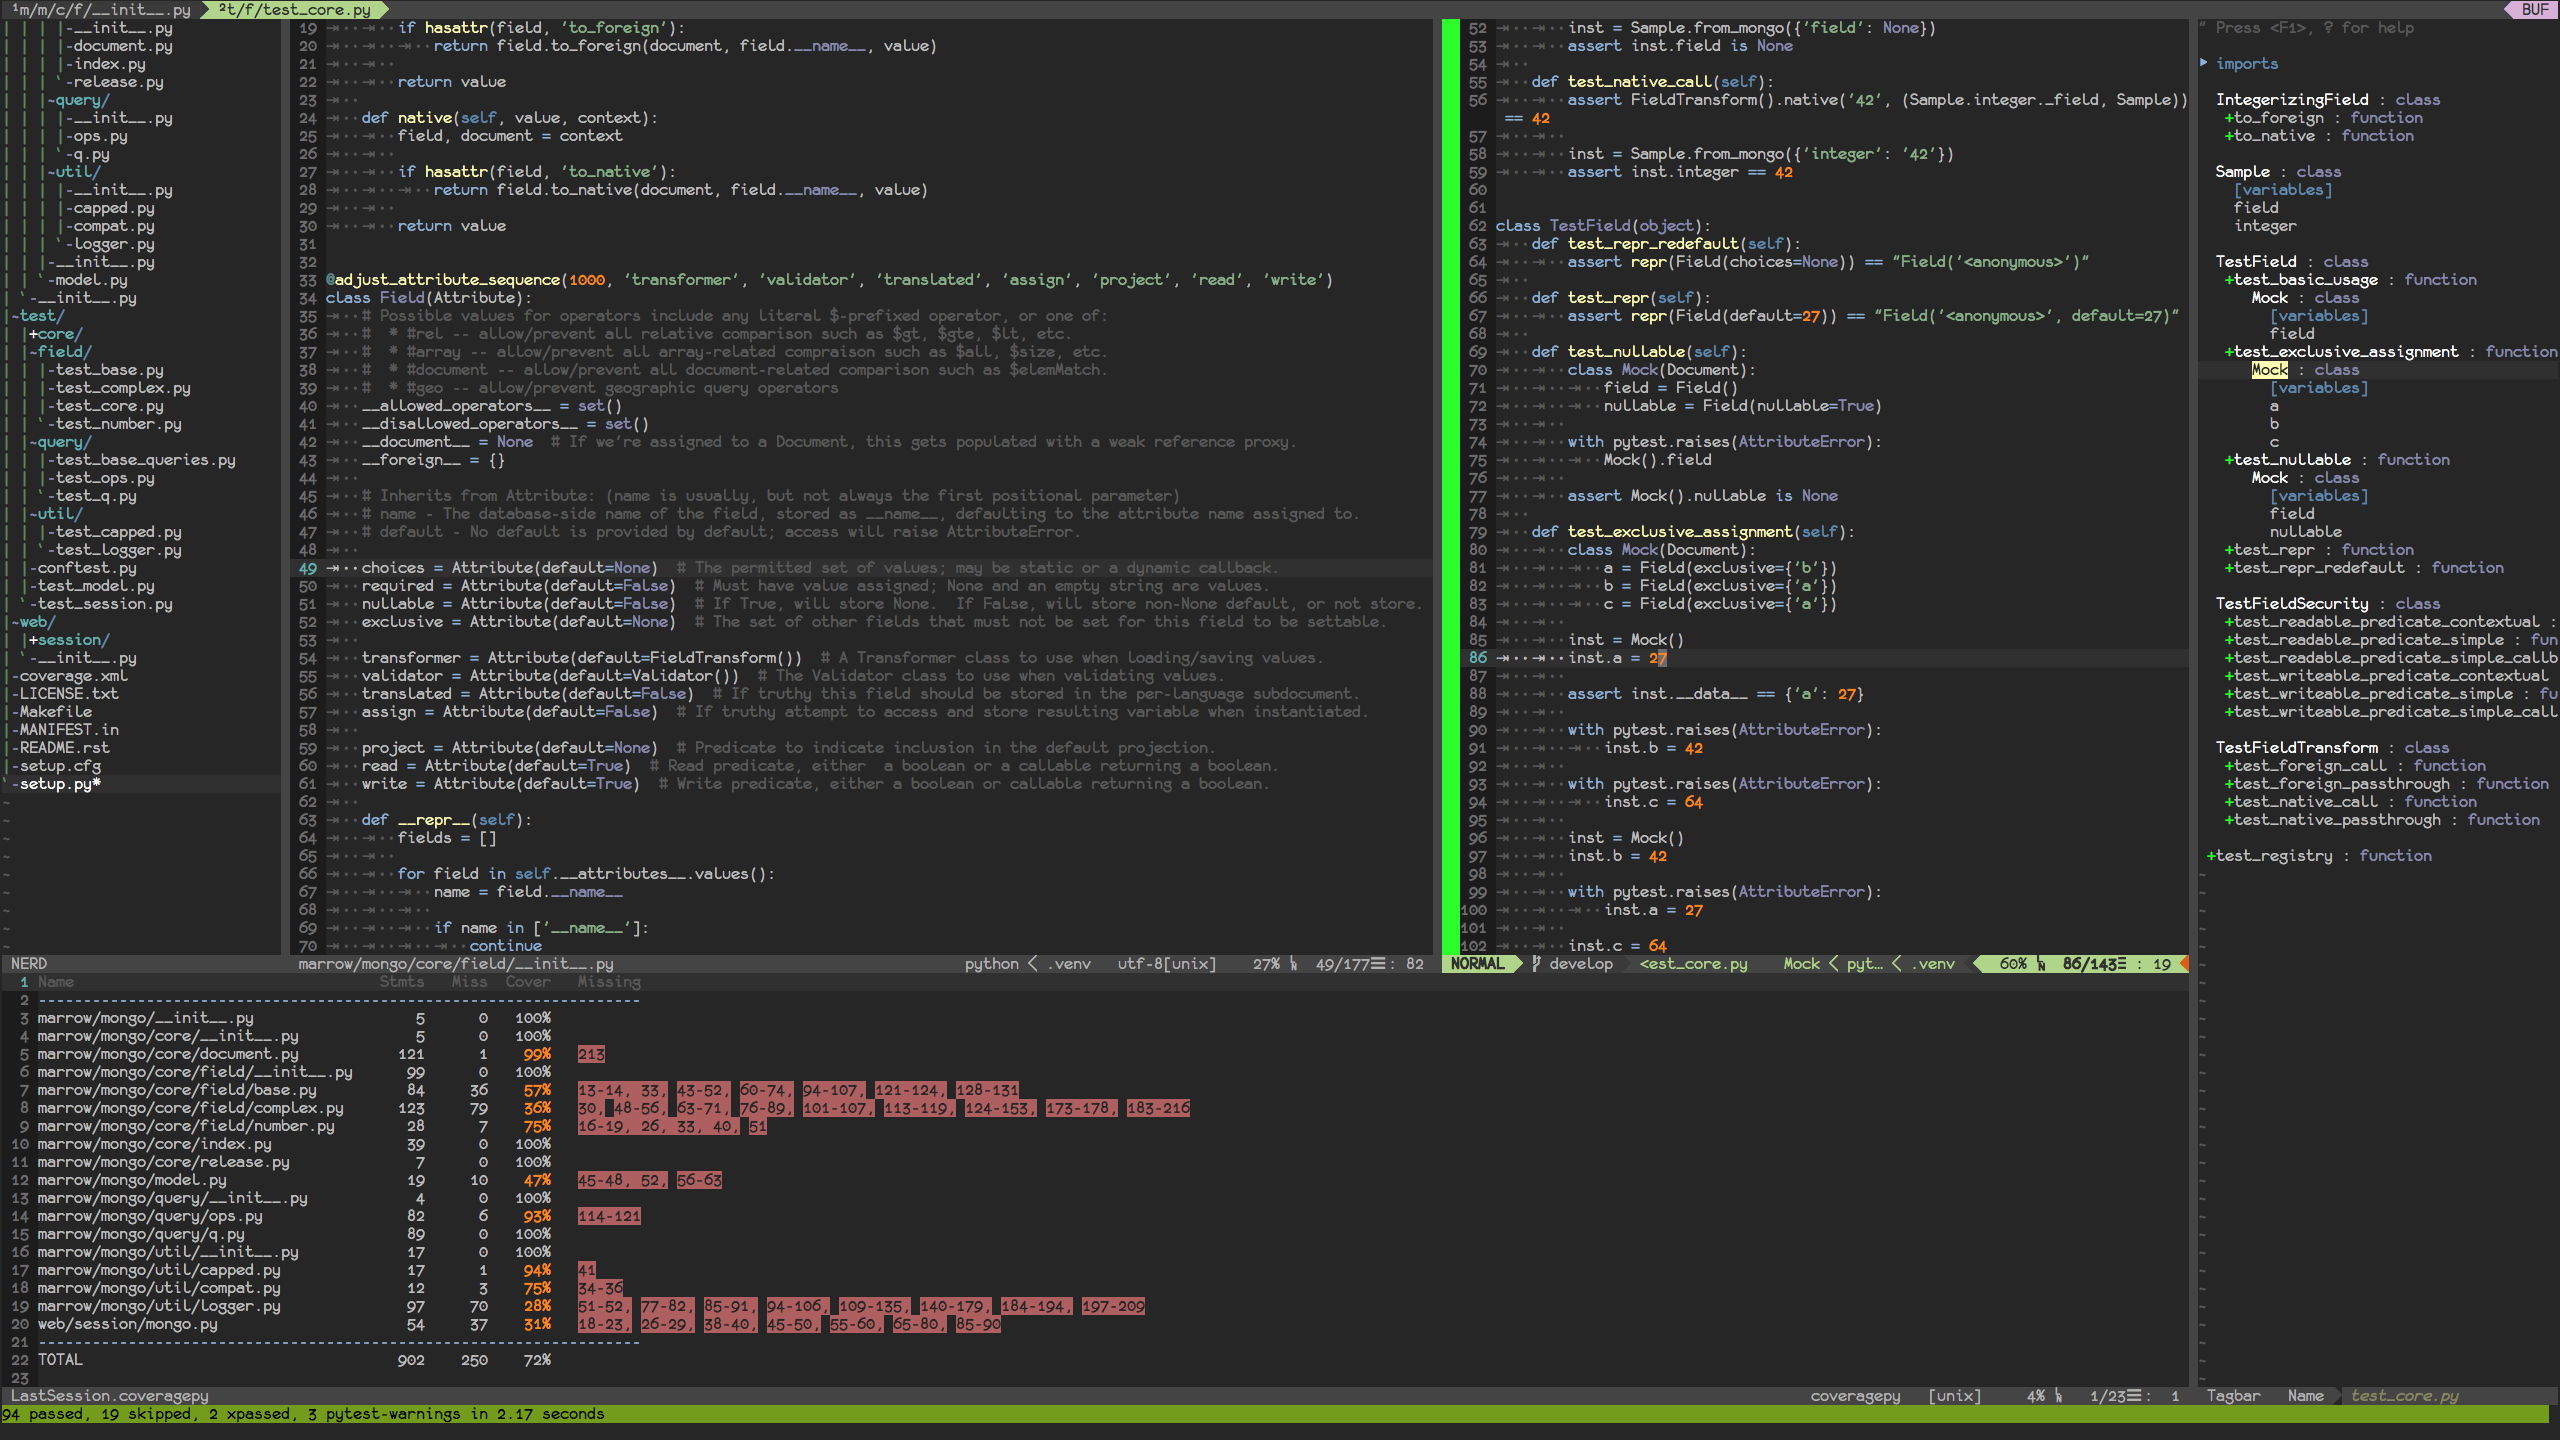 ¹m/m/c/f/__init__.py ²t/f/test_core.py BUF
| | | |-__init__.py
| | | |-document.py
| | | |-index.py
| | | `-release.py
| | |~query/
| | | |-__init__.py
| | | |-ops.py
| | | `-q.py
| | |~util/
| | | |-__init__.py
| | | |-capped.py
| | | |-compat.py
| | | `-logger.py
| | |-__init__.py
| | `-model.py
| `-__init__.py
|~test/
| |+core/
| |~field/
| | |-test_base.py
| | |-test_complex.py
| | |-test_core.py
| | `-test_number.py
| |~query/
| | |-test_base_queries.py
| | |-test_ops.py
| | `-test_q.py
| |~util/
| | |-test_capped.py
| | `-test_logger.py
| |-conftest.py
| |-test_model.py
| `-test_session.py
|~web/
| |+session/
| `-__init__.py
|-coverage.xml
|-LICENSE.txt
|-Makefile
|-MANIFEST.in
|-README.rst
|-setup.cfg
`-setup.py*
NERD
19 if hasattr(field, 'to_foreign'):
20 return field.to_foreign(document, field.__name__, value)
21
22 return value
23
24 def native(self, value, context):
25 field, document = context
26
27 if hasattr(field, 'to_native'):
28 return field.to_native(document, field.__name__, value)
29
30 return value
31
32
33 @adjust_attribute_sequence(1000, 'transformer', 'validator', 'translated', 'assign', 'project', 'read', 'write')
34 class Field(Attribute):
35 # Possible values for operators include any literal $-prefixed operator, or one of:
36 #  * #rel -- allow/prevent all relative comparison such as $gt, $gte, $lt, etc.
37 #  * #array -- allow/prevent all array-related compraison such as $all, $size, etc.
38 #  * #document -- allow/prevent all document-related comparison such as $elemMatch.
39 #  * #geo -- allow/prevent geographic query operators
40 __allowed_operators__ = set()
41 __disallowed_operators__ = set()
42 __document__ = None  # If we're assigned to a Document, this gets populated with a weak reference proxy.
43 __foreign__ = {}
44
45 # Inherits from Attribute: (name is usually, but not always the first positional parameter)
46 # name - The database-side name of the field, stored as __name__, defaulting to the attribute name assigned to.
47 # default - No default is provided by default; access will raise AttributeError.
48
49 choices = Attribute(default=None)  # The permitted set of values; may be static or a dynamic callback.
50 required = Attribute(default=False)  # Must have value assigned; None and an empty string are values.
51 nullable = Attribute(default=False)  # If True, will store None.  If False, will store non-None default, or not store.
52 exclusive = Attribute(default=None)  # The set of other fields that must not be set for this field to be settable.
53
54 transformer = Attribute(default=FieldTransform())  # A Transformer class to use when loading/saving values.
55 validator = Attribute(default=Validator())  # The Validator class to use when validating values.
56 translated = Attribute(default=False)  # If truthy this field should be stored in the per-language subdocument.
57 assign = Attribute(default=False)  # If truthy attempt to access and store resulting variable when instantiated.
58
59 project = Attribute(default=None)  # Predicate to indicate inclusion in the default projection.
60 read = Attribute(default=True)  # Read predicate, either  a boolean or a callable returning a boolean.
61 write = Attribute(default=True)  # Write predicate, either a boolean or callable returning a boolean.
62
63 def __repr__(self):
64 fields = []
65
66 for field in self.__attributes__.values():
67 name = field.__name__
68
69 if name in ['__name__']:
70 continue
marrow/mongo/core/field/__init__.py python < .venv utf-8[unix] 27% 49/177 : 82
52 inst = Sample.from_mongo({'field': None})
53 assert inst.field is None
54
55 def test_native_call(self):
56 assert FieldTransform().native('42', (Sample.integer._field, Sample))
== 42
57
58 inst = Sample.from_mongo({'integer': '42'})
59 assert inst.integer == 42
60
61
62 class TestField(object):
63 def test_repr_redefault(self):
64 assert repr(Field(choices=None)) == "Field('<anonymous>')"
65
66 def test_repr(self):
67 assert repr(Field(default=27)) == "Field('<anonymous>', default=27)"
68
69 def test_nullable(self):
70 class Mock(Document):
71 field = Field()
72 nullable = Field(nullable=True)
73
74 with pytest.raises(AttributeError):
75 Mock().field
76
77 assert Mock().nullable is None
78
79 def test_exclusive_assignment(self):
80 class Mock(Document):
81 a = Field(exclusive={'b'})
82 b = Field(exclusive={'a'})
83 c = Field(exclusive={'a'})
84
85 inst = Mock()
86 inst.a = 27
87
88 assert inst.__data__ == {'a': 27}
89
90 with pytest.raises(AttributeError):
91 inst.b = 42
92
93 with pytest.raises(AttributeError):
94 inst.c = 64
95
96 inst = Mock()
97 inst.b = 42
98
99 with pytest.raises(AttributeError):
100 inst.a = 27
101
102 inst.c = 64
NORMAL develop <est_core.py Mock < pyt… < .venv 60% 86/143 : 19
" Press <F1>, ? for help
▶ imports
IntegerizingField : class
+to_foreign : function
+to_native : function
Sample : class
[variables]
field
integer
TestField : class
+test_basic_usage : function
Mock : class
[variables]
field
+test_exclusive_assignment : function
Mock : class
[variables]
a
b
c
+test_nullable : function
Mock : class
[variables]
field
nullable
+test_repr : function
+test_repr_redefault : function
TestFieldSecurity : class
+test_readable_predicate_contextual :
+test_readable_predicate_simple : fun
+test_readable_predicate_simple_callb
+test_writeable_predicate_contextual
+test_writeable_predicate_simple : fu
+test_writeable_predicate_simple_call
TestFieldTransform : class
+test_foreign_call : function
+test_foreign_passthrough : function
+test_native_call : function
+test_native_passthrough : function
+test_registry : function
1 Name Stmts Miss Cover Missing
2 -------------------------------------------------------------------
3 marrow/mongo/__init__.py 5 0 100%
4 marrow/mongo/core/__init__.py 5 0 100%
5 marrow/mongo/core/document.py 121 1 99% 213
6 marrow/mongo/core/field/__init__.py 99 0 100%
7 marrow/mongo/core/field/base.py 84 36 57% 13-14, 33, 43-52, 60-74, 94-107, 121-124, 128-131
8 marrow/mongo/core/field/complex.py 123 79 36% 30, 48-56, 63-71, 76-89, 101-107, 113-119, 124-153, 173-178, 183-216
9 marrow/mongo/core/field/number.py 28 7 75% 16-19, 26, 33, 40, 51
10 marrow/mongo/core/index.py 39 0 100%
11 marrow/mongo/core/release.py 7 0 100%
12 marrow/mongo/model.py 19 10 47% 45-48, 52, 56-63
13 marrow/mongo/query/__init__.py 4 0 100%
14 marrow/mongo/query/ops.py 82 6 93% 114-121
15 marrow/mongo/query/q.py 89 0 100%
16 marrow/mongo/util/__init__.py 17 0 100%
17 marrow/mongo/util/capped.py 17 1 94% 41
18 marrow/mongo/util/compat.py 12 3 75% 34-36
19 marrow/mongo/util/logger.py 97 70 28% 51-52, 77-82, 85-91, 94-106, 109-135, 140-179, 184-194, 197-209
20 web/session/mongo.py 54 37 31% 18-23, 26-29, 38-40, 45-50, 55-60, 65-80, 85-90
21 -------------------------------------------------------------------
22 TOTAL 902 250 72%
23
LastSession.coveragepy coveragepy [unix] 4% 1/23 : 1 Tagbar Name test_core.py
94 passed, 19 skipped, 2 xpassed, 3 pytest-warnings in 2.17 seconds